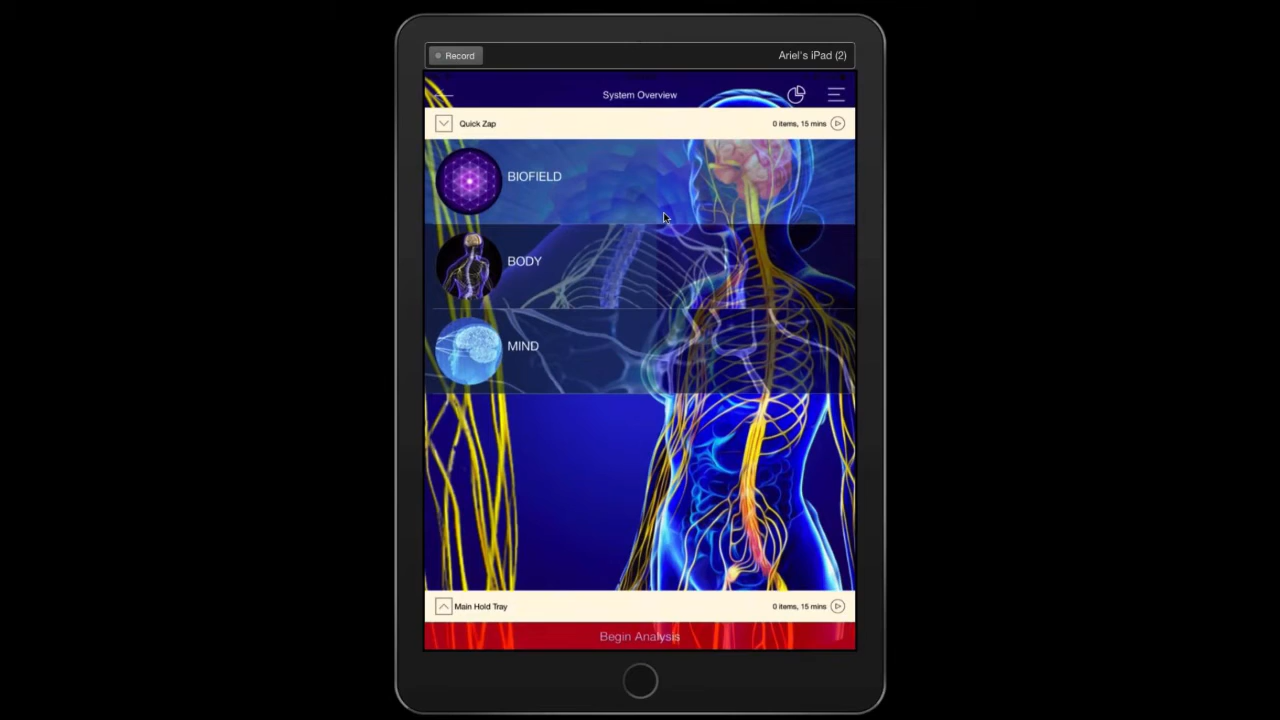 Record
Ariel's iPad (2)
System Overview
Quick Zap
0 items, 15 mins
BIOFIELD
BODY
MIND
Main Hold Tray
0 items, 15 mins
Begin Analysis